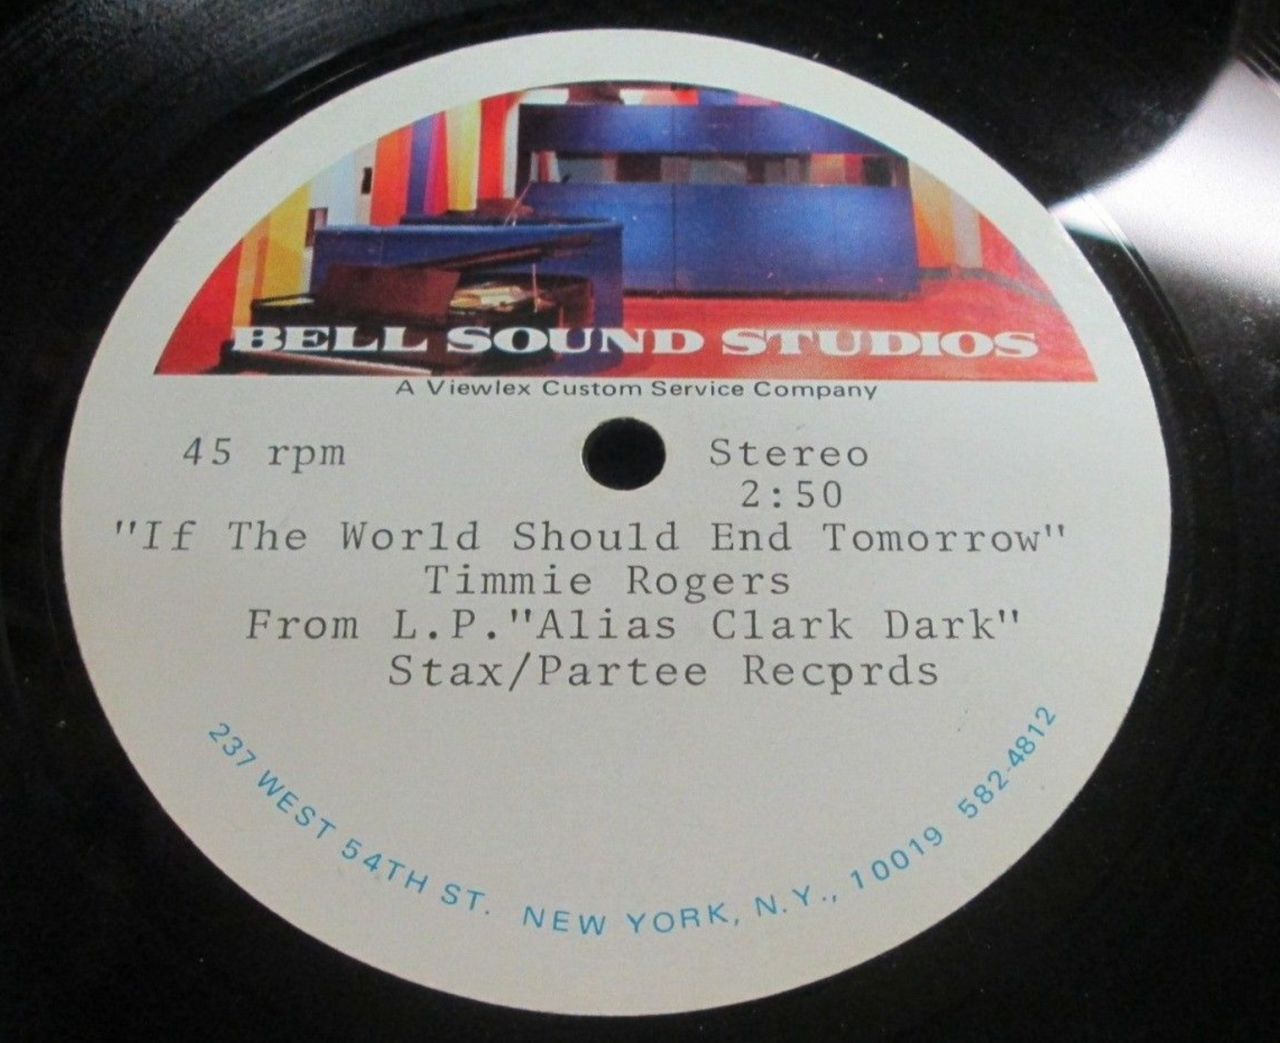 BELL SOUND STUDIOS
A Viewlex Custom Service Company
45 rpm
Stereo
2:50
"If The World Should End Tomorrow"
Timmie Rogers
From L.P."Alias Clark Dark"
Stax/Partee Recprds
237 WEST 54TH ST. NEW YORK, N.Y., 10019 582-4812